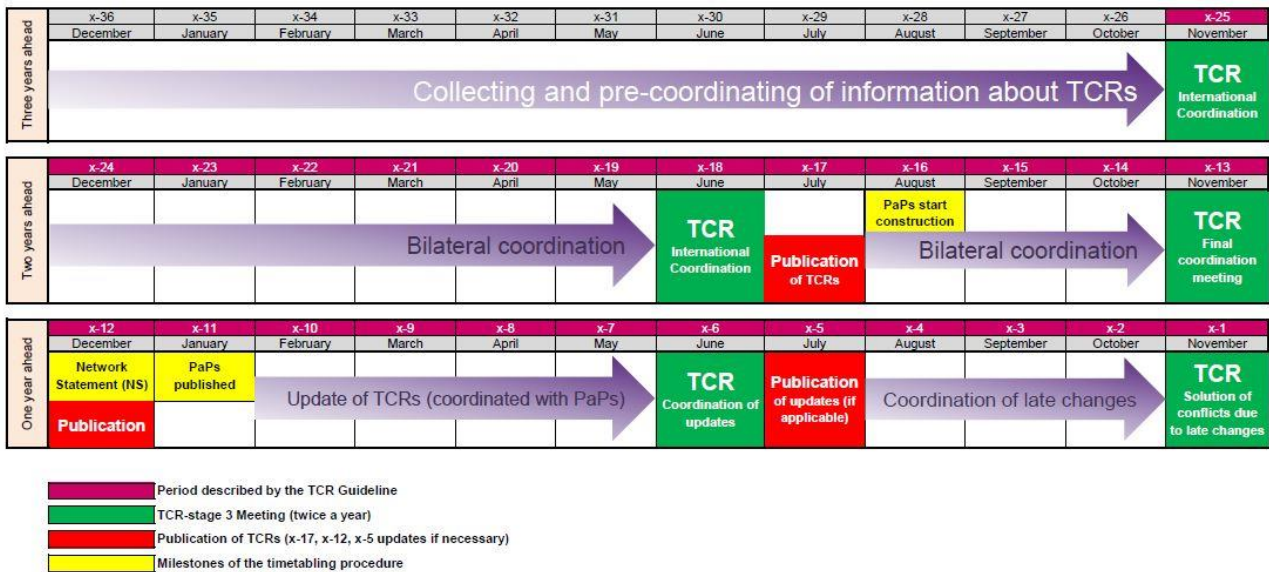 Three years ahead
x-36 x-35 x-34 x-33 x-32 x-31 x-30 x-29 x-28 x-27 x-26 x-25
December January February March April May June July August September October November
Collecting and pre-coordinating of information about TCRs
TCR
International
Coordination
Two years ahead
x-24 x-23 x-22 x-21 x-20 x-19 x-18 x-17 x-16 x-15 x-14 x-13
December January February March April May June July August September October November
Bilateral coordination
TCR
International
Coordination
Publication
of TCRs
PaPs start
construction
Bilateral coordination
TCR
Final
coordination
meeting
One year ahead
x-12 x-11 x-10 x-9 x-8 x-7 x-6 x-5 x-4 x-3 x-2 x-1
December January February March April May June July August September October November
Network
Statement (NS)
Publication
PaPs
published
Update of TCRs (coordinated with PaPs)
TCR
Coordination of
updates
Publication
of updates (if
applicable)
Coordination of late changes
TCR
Solution of
conflicts due
to late changes
Period described by the TCR Guideline
TCR-stage 3 Meeting (twice a year)
Publication of TCRs (x-17, x-12, x-5 updates if necessary)
Milestones of the timetabling procedure